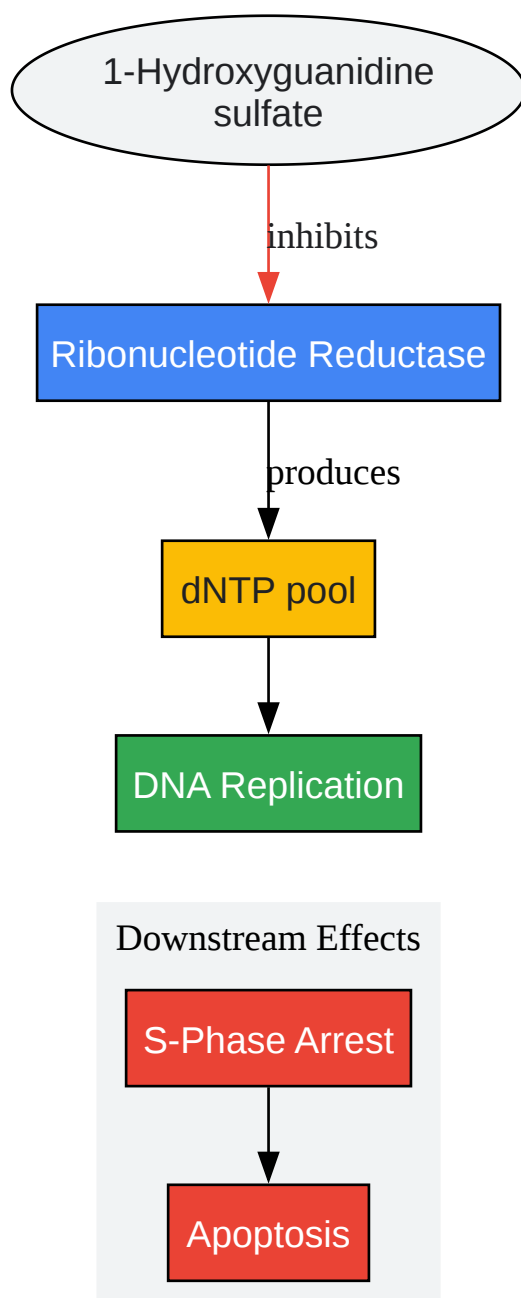 1-Hydroxyguanidine
sulfate
inhibits
Ribonucleotide Reductase
produces
dNTP pool
DNA Replication
Downstream Effects
S-Phase Arrest
Apoptosis